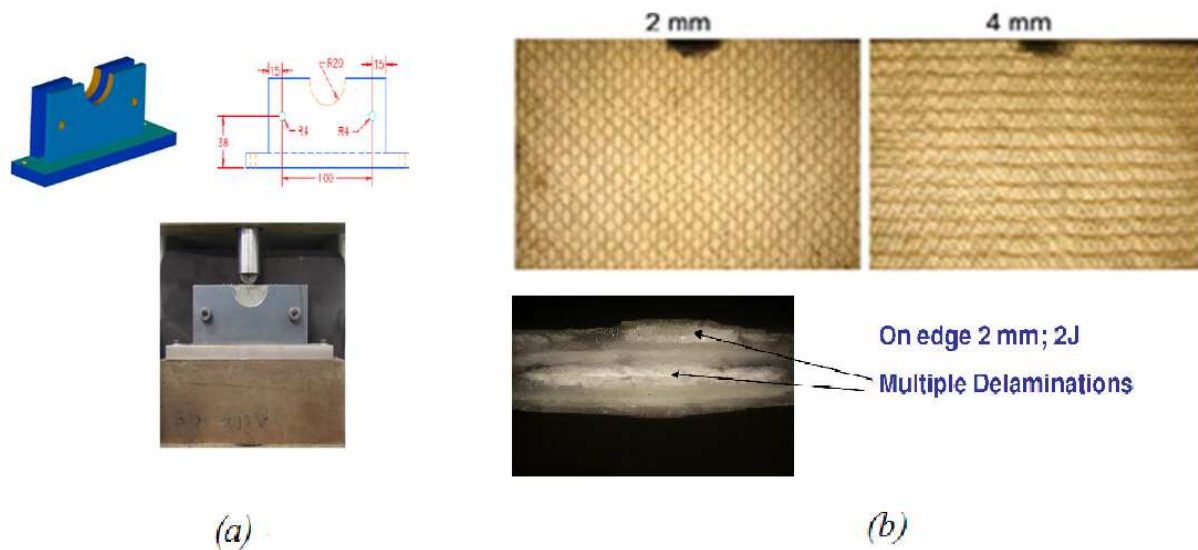 2 mm
4 mm
15
R20
15
38
R4
R4
100
On edge 2 mm; 2J
Multiple Delaminations
(a)
(b)